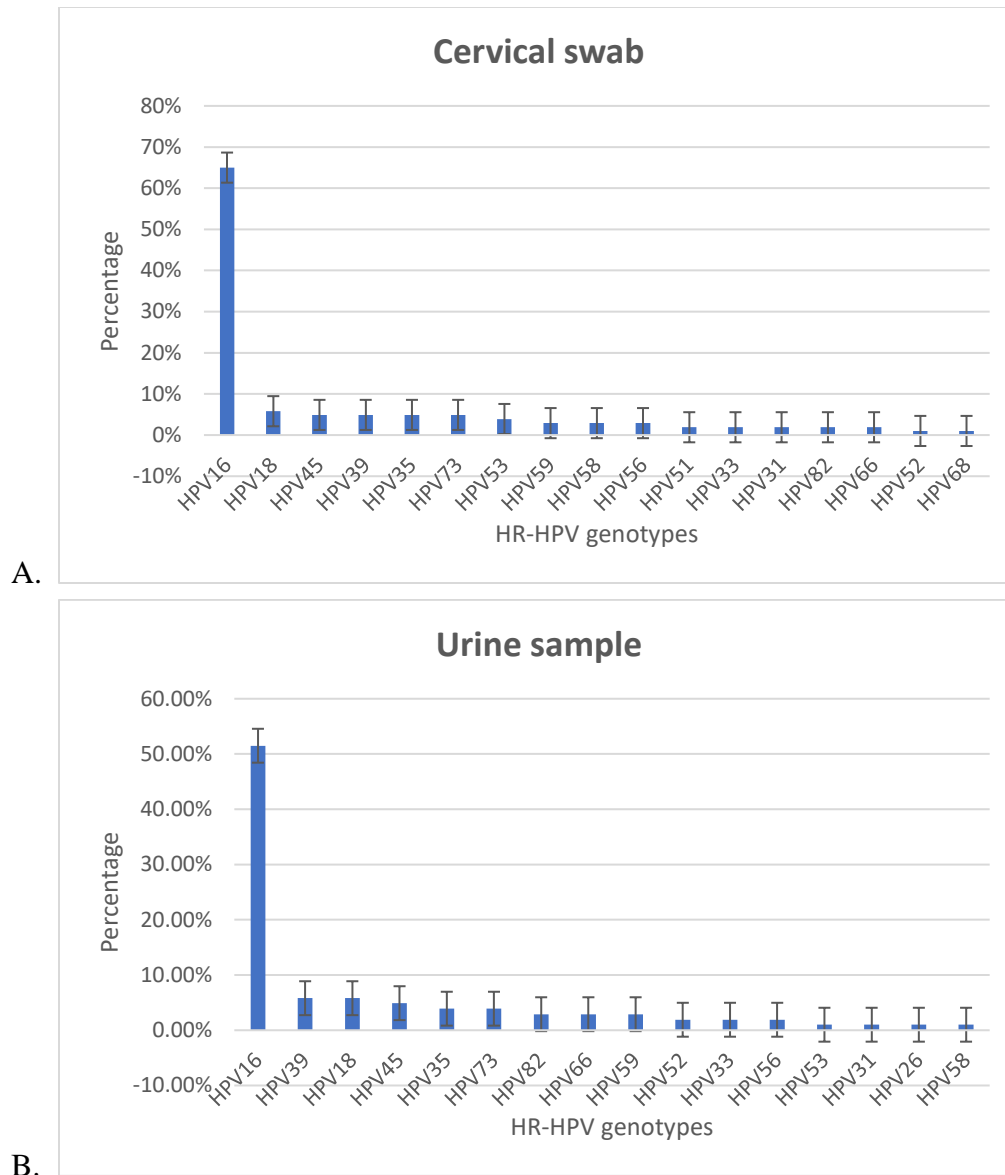 Cervical swab
80%
70%
60%
50%
40%
30%
20%
10%
0%
-10%
Percentage
HPV16 HPV18 HPV45 HPV39 HPV35 HPV73 HPV53 HPV59 HPV58 HPV56 HPV51 HPV33 HPV31 HPV82 HPV66 HPV52 HPV68
HR-HPV genotypes
A.
Urine sample
60.00%
50.00%
40.00%
30.00%
20.00%
10.00%
0.00%
-10.00%
Percentage
HPV16 HPV39 HPV18 HPV45 HPV35 HPV73 HPV82 HPV66 HPV59 HPV52 HPV33 HPV56 HPV53 HPV31 HPV26 HPV58
HR-HPV genotypes
B.